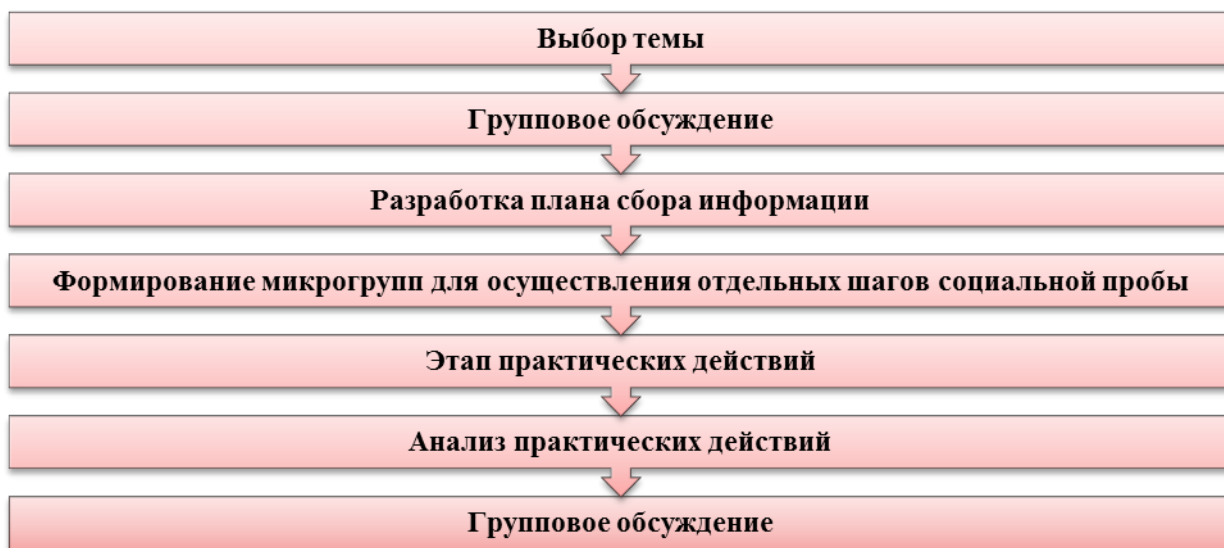 Выбор темы
Групповое обсуждение
Разработка плана сбора информации
Формирование микрогрупп для осуществления отдельных шагов социальной пробы
Этап практических действий
Анализ практических действий
Групповое обсуждение